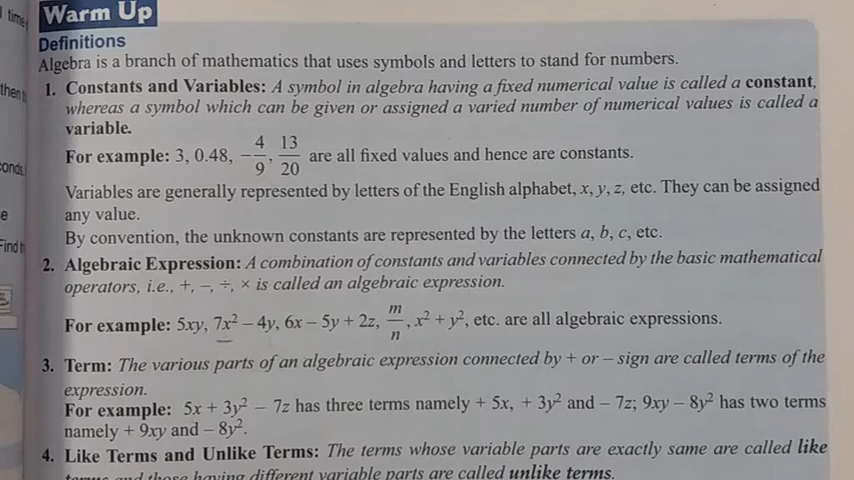 time
Warm Up
Definitions
Algebra is a branch of mathematics that uses symbols and letters to stand for numbers.
1. Constants and Variables: A symbol in algebra having a fixed numerical value is called a constant,
whereas a symbol which can be given or assigned a varied number of numerical values is called a
variable.
For example: 3, 0.48, −4/9, 13/20 are all fixed values and hence are constants.
Variables are generally represented by letters of the English alphabet, x, y, z, etc. They can be assigned
any value.
By convention, the unknown constants are represented by the letters a, b, c, etc.
2. Algebraic Expression: A combination of constants and variables connected by the basic mathematical
operators, i.e., +, −, ÷, × is called an algebraic expression.
For example: 5xy, 7x² − 4y, 6x − 5y + 2z, m/n, x² + y², etc. are all algebraic expressions.
3. Term: The various parts of an algebraic expression connected by + or − sign are called terms of the
expression.
For example: 5x + 3y² − 7z has three terms namely + 5x, + 3y² and − 7z; 9xy − 8y² has two terms
namely + 9xy and − 8y².
4. Like Terms and Unlike Terms: The terms whose variable parts are exactly same are called like
terms and those having different variable parts are called unlike terms.